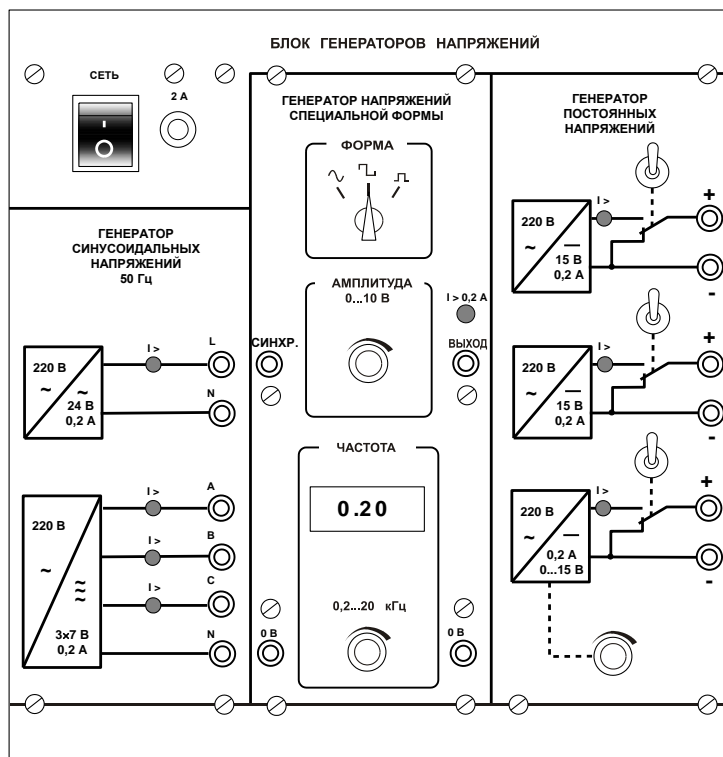 БЛОК ГЕНЕРАТОРОВ НАПРЯЖЕНИЙ
СЕТЬ
2 А
I
O
ГЕНЕРАТОР
СИНУСОИДАЛЬНЫХ
НАПРЯЖЕНИЙ
50 Гц
220 В
~
~
24 В
0,2 А
I >
L
N
220 В
~
≈
3×7 В
0,2 А
I >
A
I >
B
I >
C
N
ГЕНЕРАТОР НАПРЯЖЕНИЙ
СПЕЦИАЛЬНОЙ ФОРМЫ
ФОРМА
АМПЛИТУДА
0...10 В
I > 0,2 А
СИНХР.
ВЫХОД
ЧАСТОТА
0.20
0,2...20 кГц
0 В
0 В
ГЕНЕРАТОР
ПОСТОЯННЫХ
НАПРЯЖЕНИЙ
220 В
~
15 В
0,2 А
I >
+
-
220 В
~
15 В
0,2 А
I >
+
-
220 В
~
0,2 А
0...15 В
I >
+
-